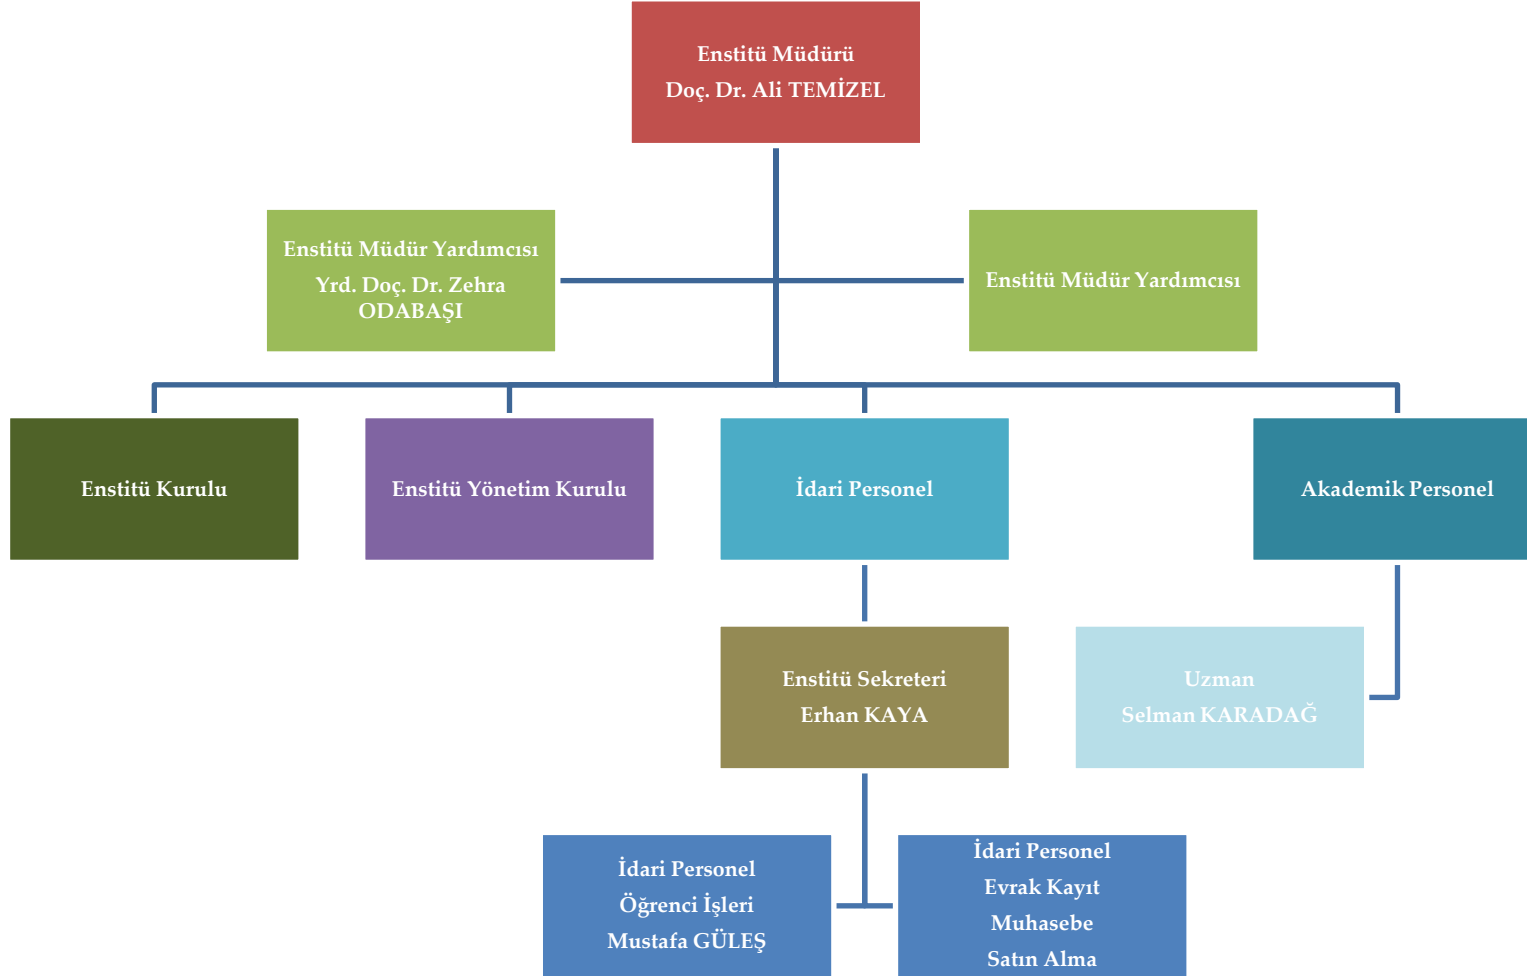 Enstitü Müdürü
Doç. Dr. Ali TEMİZEL
Enstitü Müdür Yardımcısı
Yrd. Doç. Dr. Zehra
ODABAŞI
Enstitü Müdür Yardımcısı
Enstitü Kurulu
Enstitü Yönetim Kurulu
İdari Personel
Akademik Personel
Enstitü Sekreteri
Erhan KAYA
Uzman
Selman KARADAĞ
İdari Personel
Öğrenci İşleri
Mustafa GÜLEŞ
İdari Personel
Evrak Kayıt
Muhasebe
Satın Alma